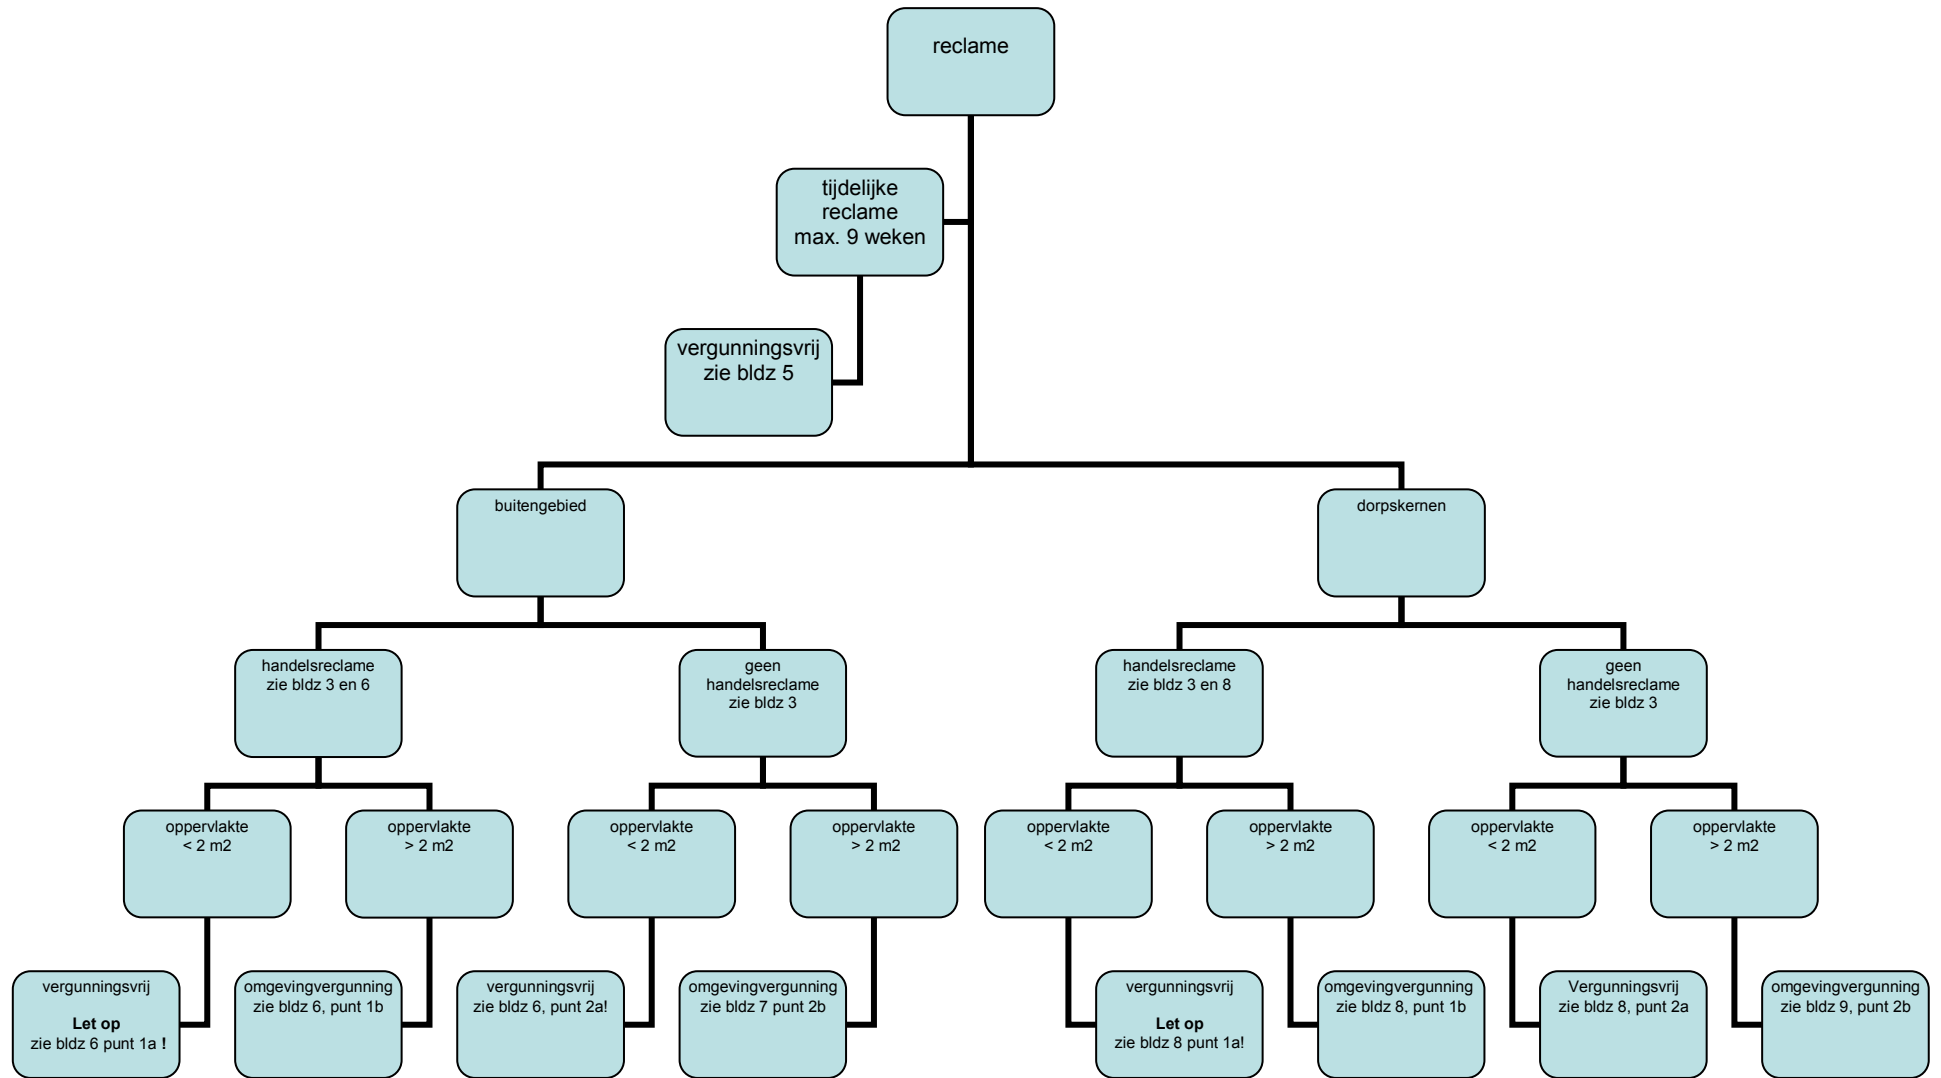 reclame
tijdelijke
reclame
max. 9 weken
vergunningsvrij
zie bldz 5
buitengebied
dorpskernen
handelsreclame
zie bldz 3 en 6
geen
handelsreclame
zie bldz 3
handelsreclame
zie bldz 3 en 8
geen
handelsreclame
zie bldz 3
oppervlakte
< 2 m2
oppervlakte
> 2 m2
oppervlakte
< 2 m2
oppervlakte
> 2 m2
oppervlakte
< 2 m2
oppervlakte
> 2 m2
oppervlakte
< 2 m2
oppervlakte
> 2 m2
vergunningsvrij
Let op
zie bldz 6 punt 1a !
omgevingvergunning
zie bldz 6, punt 1b
vergunningsvrij
zie bldz 6, punt 2a!
omgevingvergunning
zie bldz 7 punt 2b
vergunningsvrij
Let op
zie bldz 8 punt 1a!
omgevingvergunning
zie bldz 8, punt 1b
Vergunningsvrij
zie bldz 8, punt 2a
omgevingvergunning
zie bldz 9, punt 2b